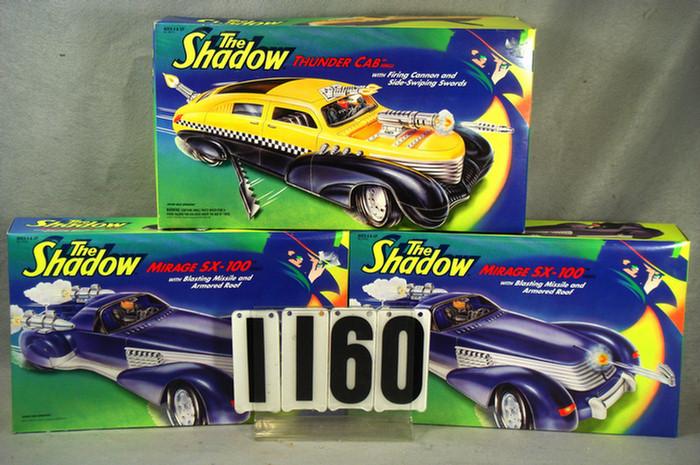 The
Shadow
THUNDER CAB
WITH Firing Cannon and
Side-Swiping Swords
The
Shadow
MIRAGE SX-100
WITH Blasting Missile and
Armored Roof
The
Shadow
MIRAGE SX-100
WITH Blasting Missile and
Armored Roof
1160